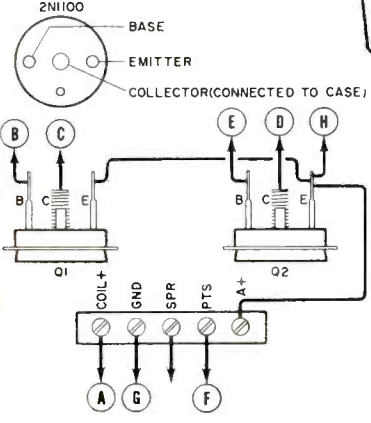 2N1100
BASE
EMITTER
COLLECTOR(CONNECTED TO CASE)
B C E D H
B C E B C E
Q1 Q2
COIL+ GND SPR PTS A+
A G F